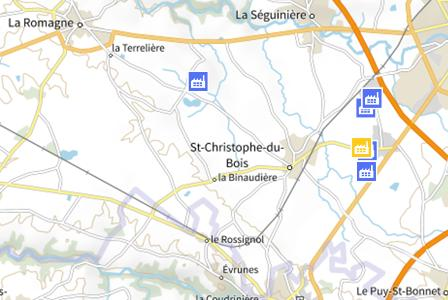 La Séguinière
La Romagne
la Terrelière
St-Christophe-du-
Bois
la Binaudière
le Rossignol
Évrunes
la Coudrinière
Le Puy-St-Bonnet